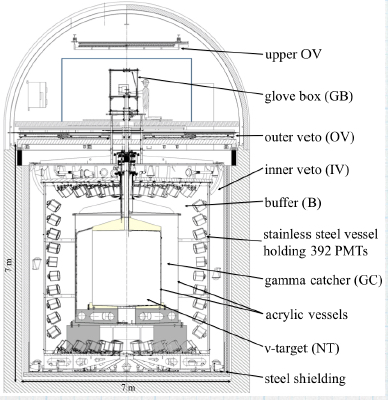 upper OV
glove box (GB)
outer veto (OV)
inner veto (IV)
buffer (B)
stainless steel vessel
holding 392 PMTs
gamma catcher (GC)
acrylic vessels
ν-target (NT)
steel shielding
7 m
7 m